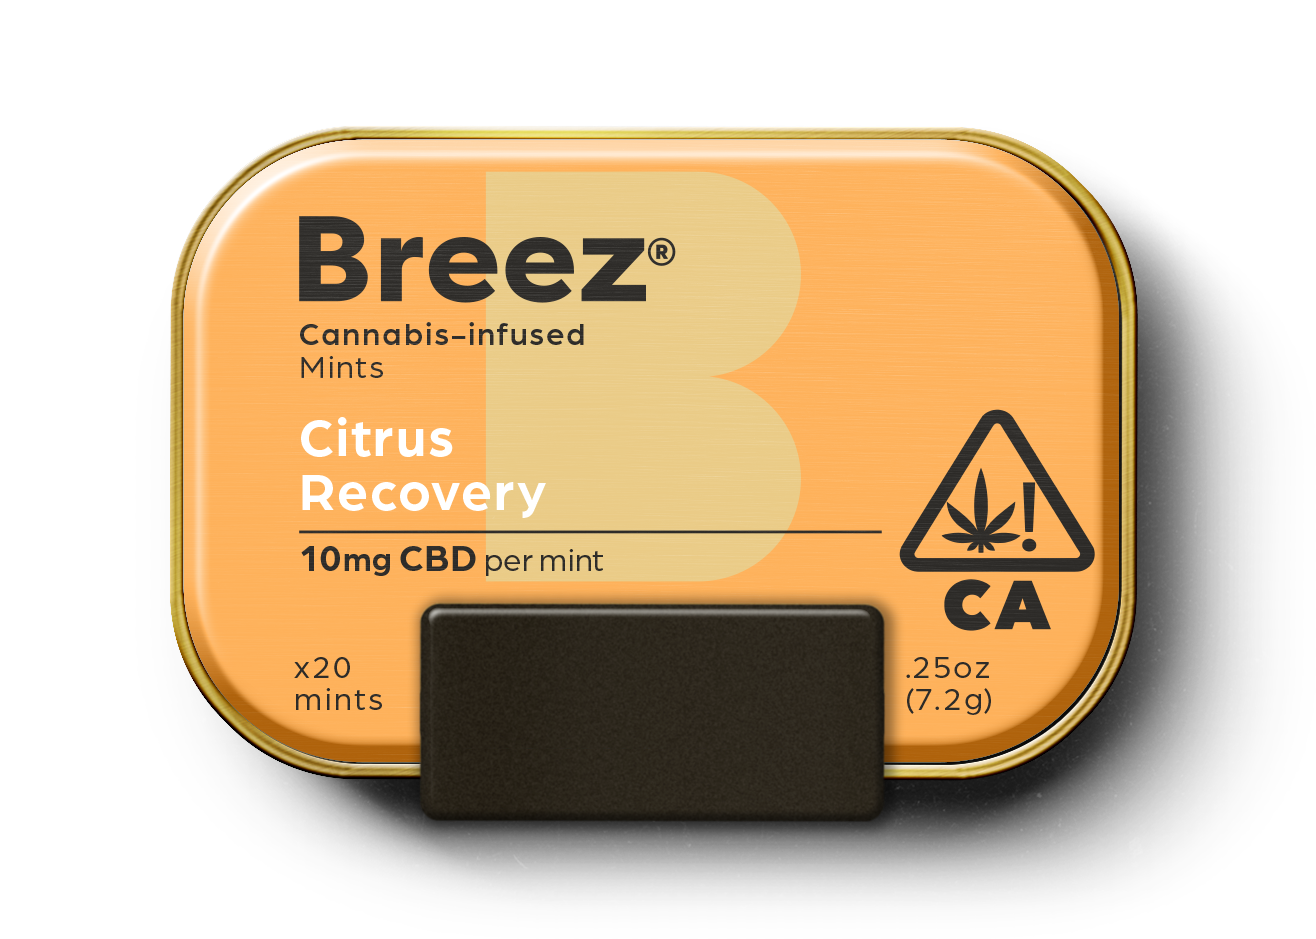 Breez®
Cannabis-infused
Mints
Citrus
Recovery
10mg CBD per mint
!
CA
x20
mints
.25oz
(7.2g)